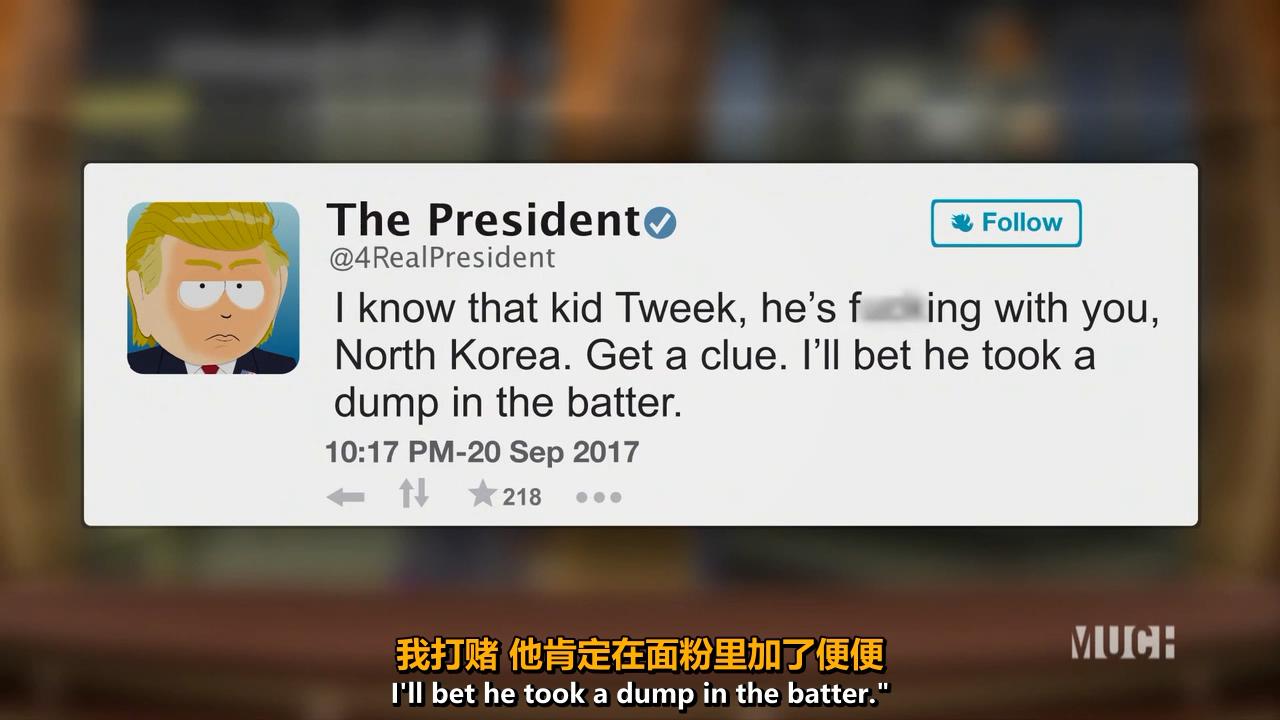 The President
@4RealPresident
Follow
I know that kid Tweek, he's f ing with you,
North Korea. Get a clue. I'll bet he took a
dump in the batter.
10:17 PM-20 Sep 2017
218
MUCH
我打赌 他肯定在面粉里加了便便
I'll bet he took a dump in the batter."